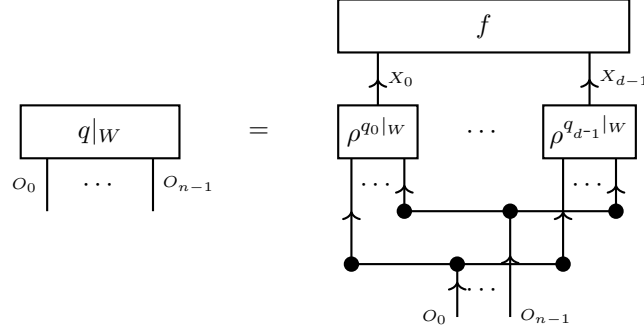 f
X_0 X_{d-1}
q|_W = ρ^{q_0|_W} ⋯ ρ^{q_{d-1}|_W}
O_0 ⋯ O_{n-1} ⋯ ⋯
⋯
O_0 O_{n-1}